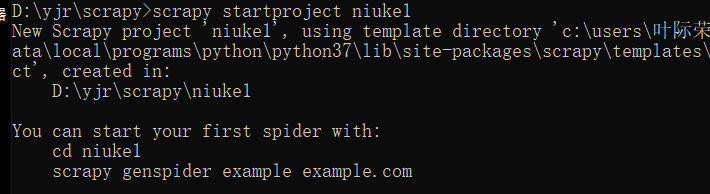 D:\yjr\scrapy>scrapy startproject niukel
New Scrapy project 'niukel', using template directory 'c:\users\叶际荣
ata\local\programs\python\python37\lib\site-packages\scrapy\templates\
ct', created in:
D:\yjr\scrapy\niukel
You can start your first spider with:
cd niukel
scrapy genspider example example.com